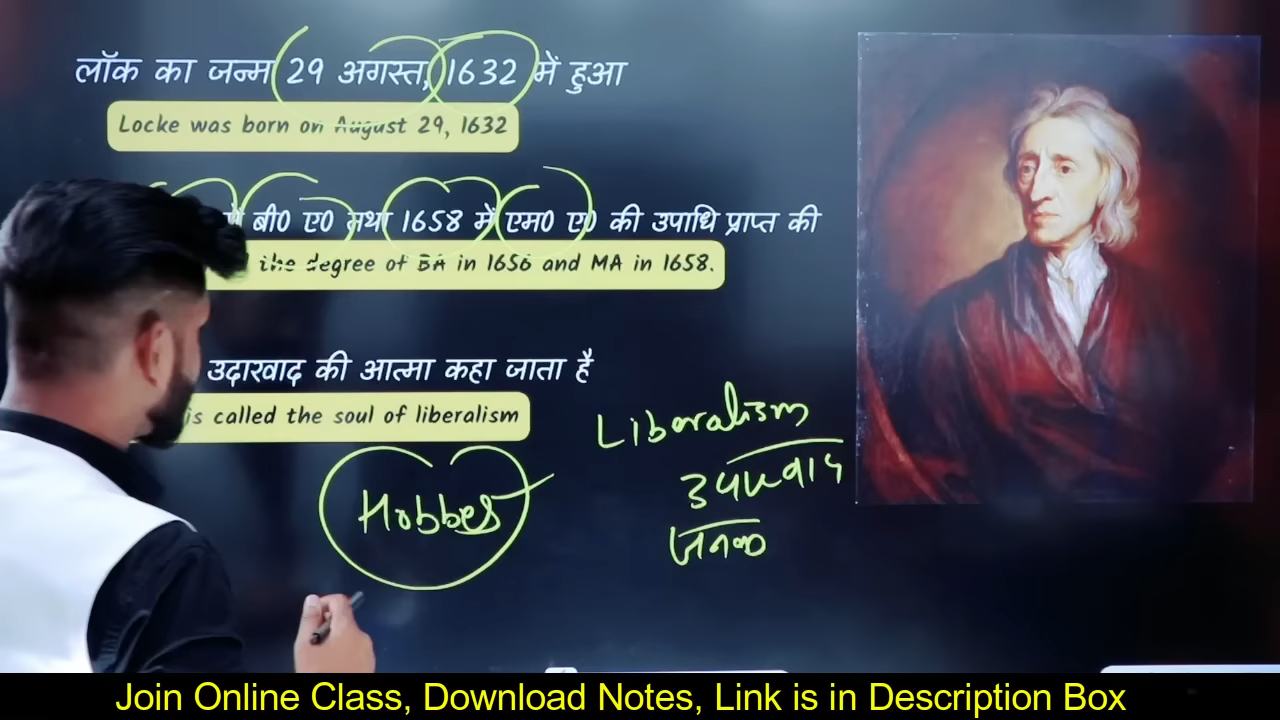 लॉक का जन्म 29 अगस्त, 1632 में हुआ
Locke was born on August 29, 1632
बी0 ए0 तथा 1658 में एम0 ए0 की उपाधि प्राप्त की
the degree of BA in 1656 and MA in 1658.
उदारवाद की आत्मा कहा जाता है
is called the soul of liberalism
Liberalism
Hobbes
जनक
Join Online Class, Download Notes, Link is in Description Box